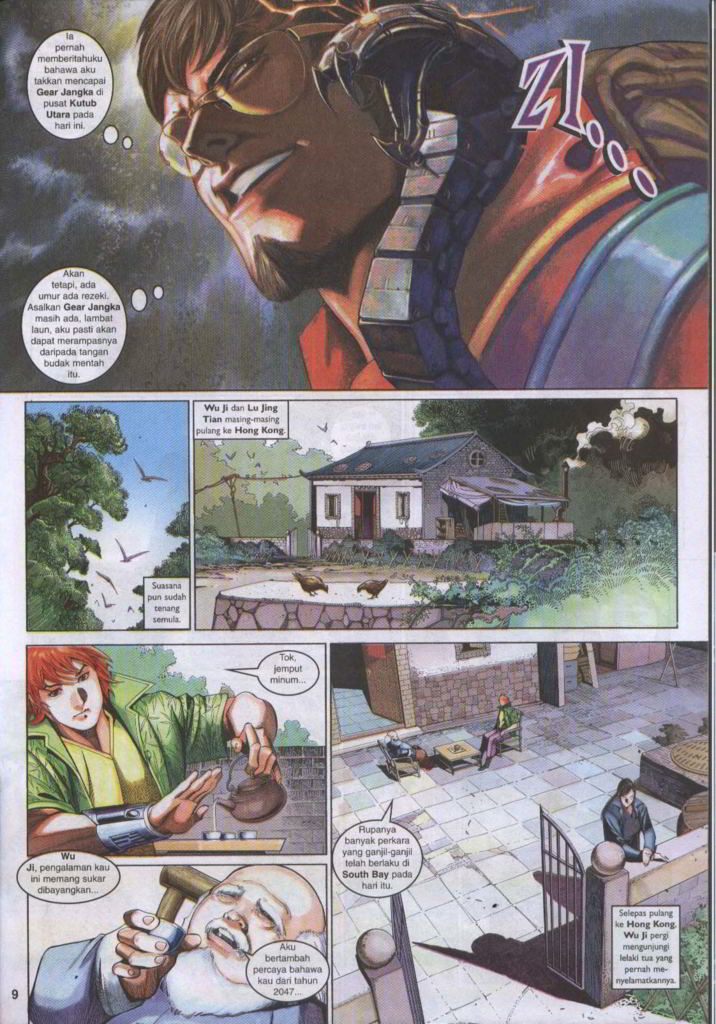 Ia
pernah
memberitahuku
bahawa aku
takkan mencapai
Gear Jangka di
pusat Kutub
Utara pada
hari ini.
ZI...
Akan
tetapi, ada
umur ada rezeki.
Asalkan Gear Jangka
masih ada, lambat
laun, aku pasti akan
dapat merampasnya
daripada tangan
budak mentah
itu.
Suasana
pun sudah
tenang
semula.
Wu Ji dan Lu Jing
Tian masing-masing
pulang ke Hong Kong.
Tok,
jemput
minum...
Wu
Ji, pengalaman kau
ini memang sukar
dibayangkan...
Aku
bertambah
percaya bahawa
kau dari tahun
2047...
Rupanya
banyak perkara
yang ganjil-ganjil
telah berlaku di
South Bay pada
hari itu.
Selepas pulang
ke Hong Kong,
Wu Ji pergi
mengunjungi
lelaki tua yang
pernah me-
nyelamatkannya.
9